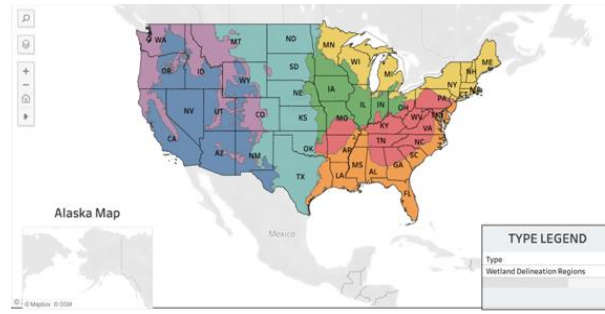 WA
MT
ND
MN
ME
OR
ID
SD
WI
MI
NH
NY
WY
NE
IA
PA
NV
UT
CO
IL
IN
OH
KS
MO
WV
VA
KY
CA
AZ
NM
OK
AR
TN
NC
SC
MS
AL
GA
TX
LA
FL
Mexico
Alaska Map
© Mapbox © OSM
TYPE LEGEND
Type
Wetland Delineation Regions